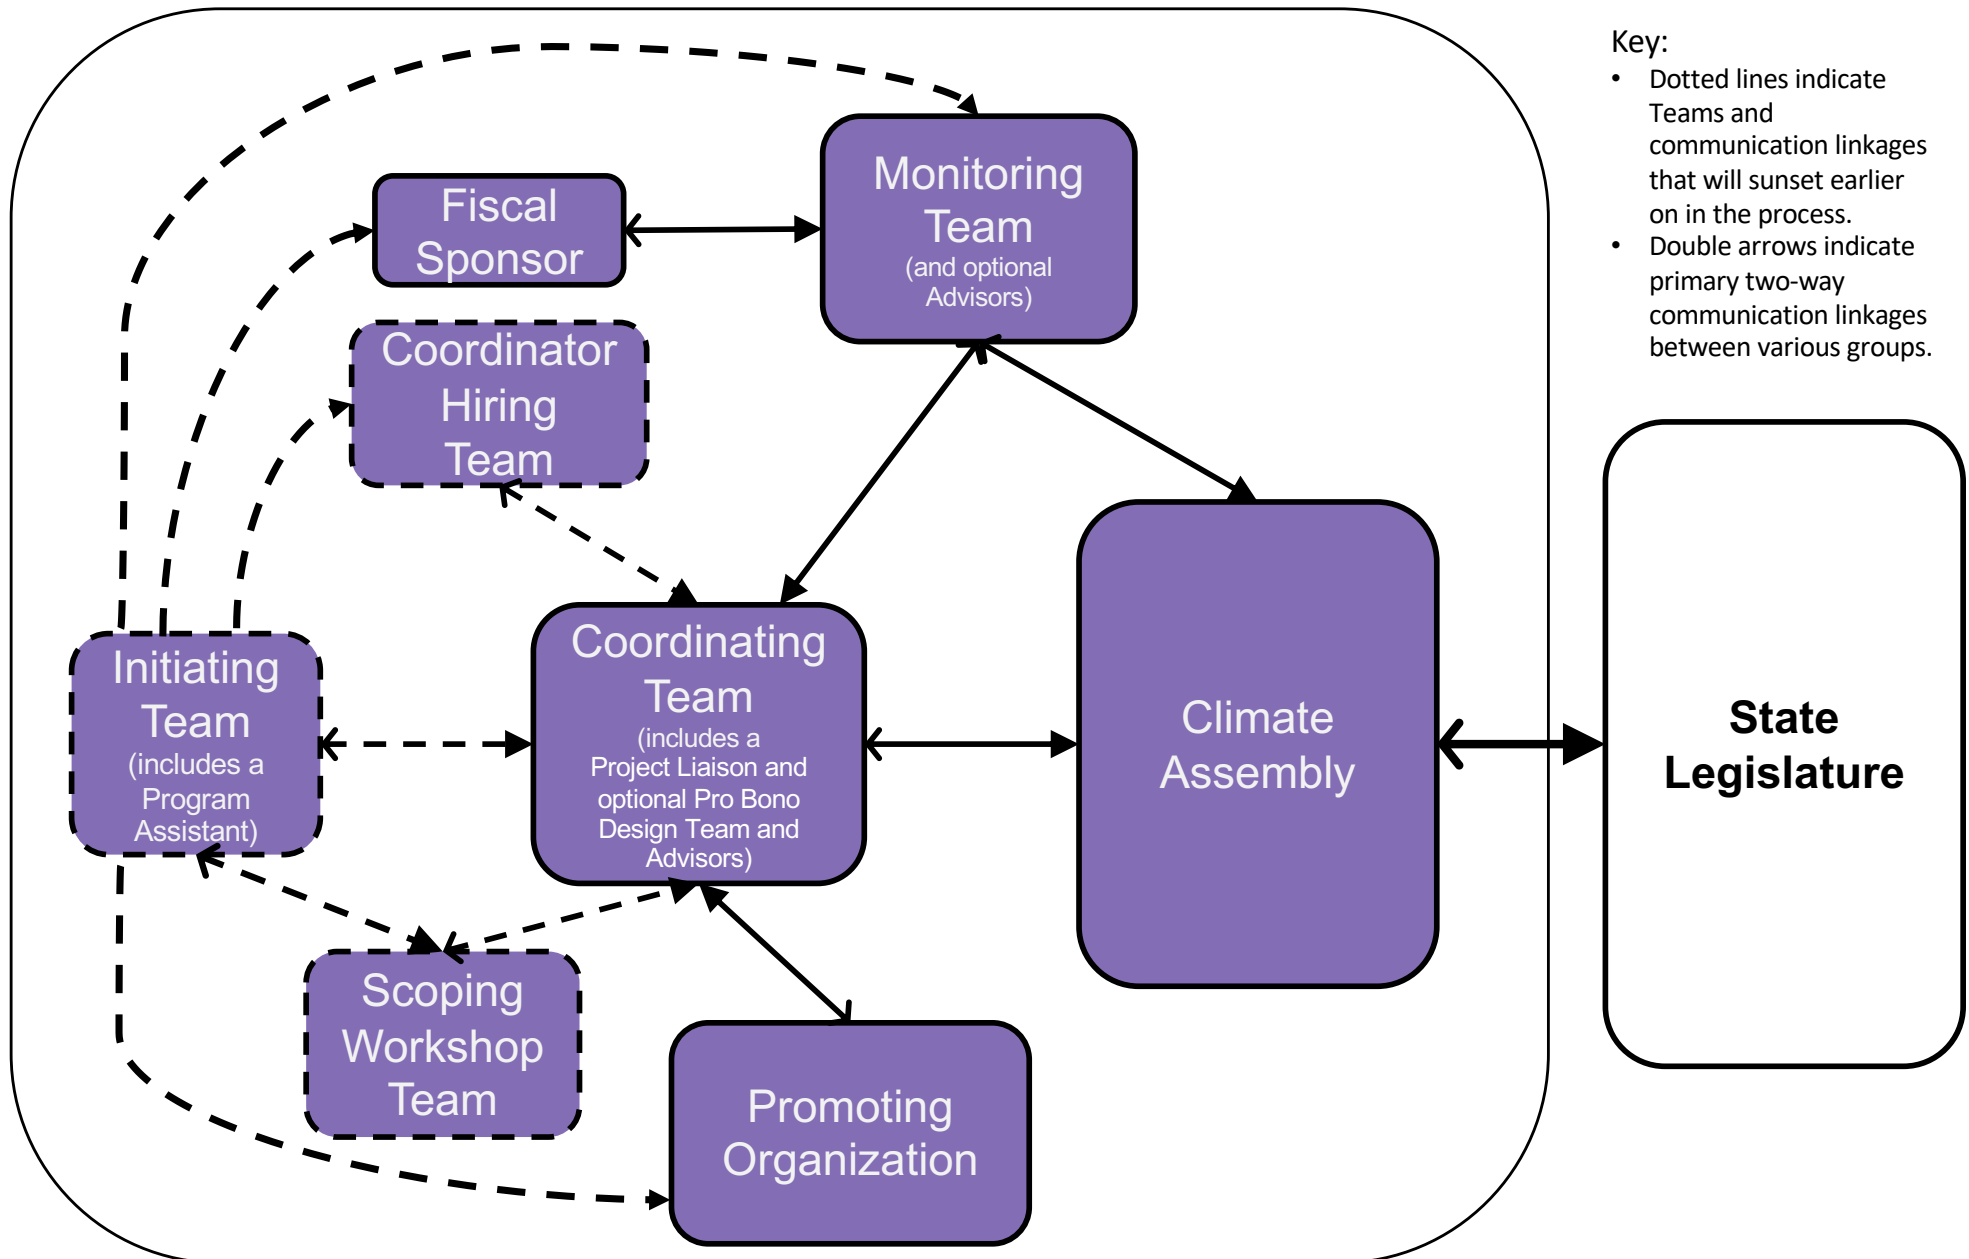 Key:
• Dotted lines indicate
Teams and
communication linkages
that will sunset earlier
on in the process.
• Double arrows indicate
primary two-way
communication linkages
between various groups.
Monitoring
Team
(and optional
Advisors)
Fiscal
Sponsor
Coordinator
Hiring
Team
Initiating
Team
(includes a
Program
Assistant)
Coordinating
Team
(includes a
Project Liaison and
optional Pro Bono
Design Team and
Advisors)
Climate
Assembly
State
Legislature
Scoping
Workshop
Team
Promoting
Organization